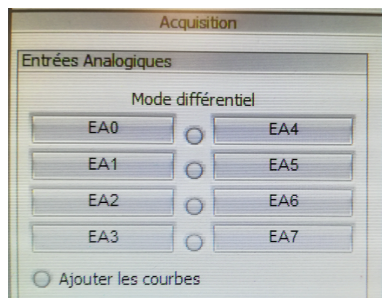 Acquisition
Entrées Analogiques
Mode différentiel
EA0 EA4
EA1 EA5
EA2 EA6
EA3 EA7
Ajouter les courbes